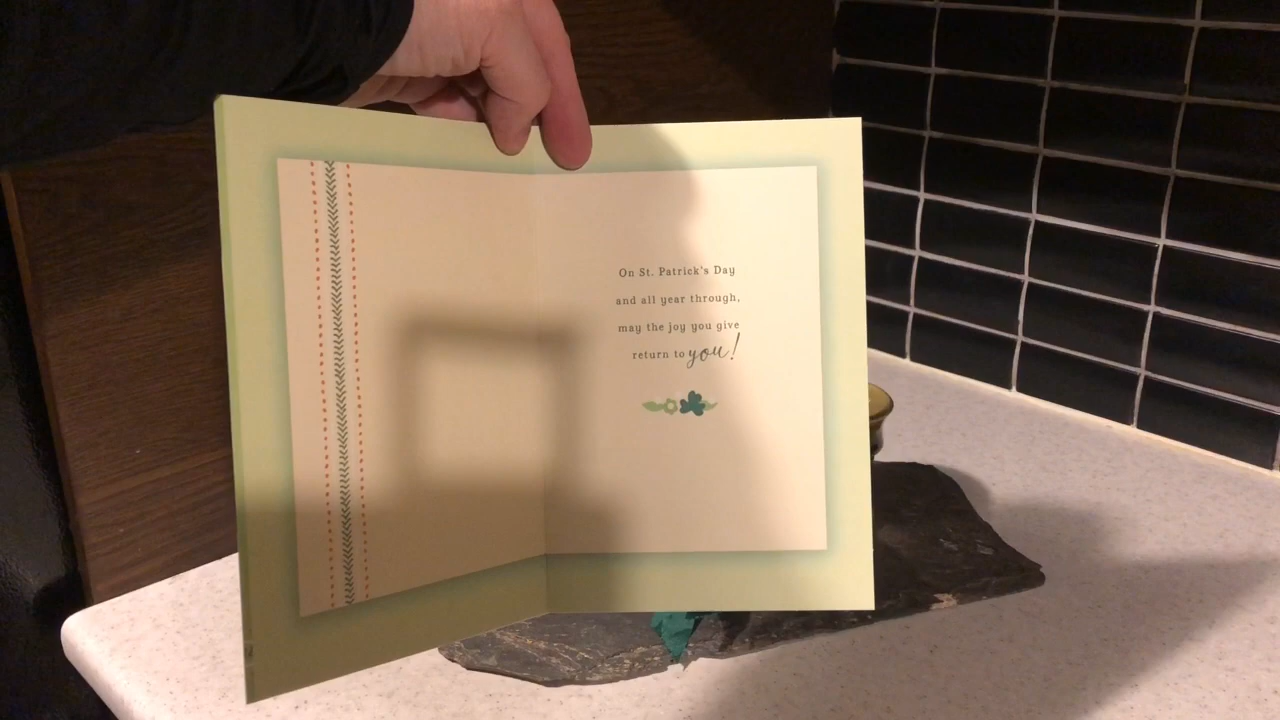 On St. Patrick's Day
and all year through,
may the joy you give
return to you!